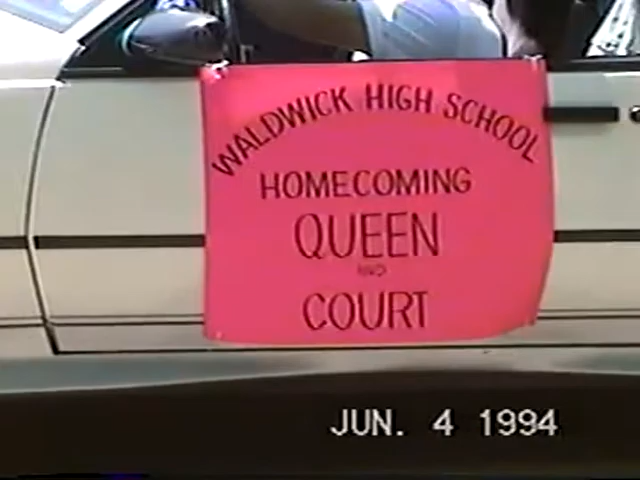 WALDWICK HIGH SCHOOL
HOMECOMING
QUEEN
AND
COURT
JUN. 4 1994